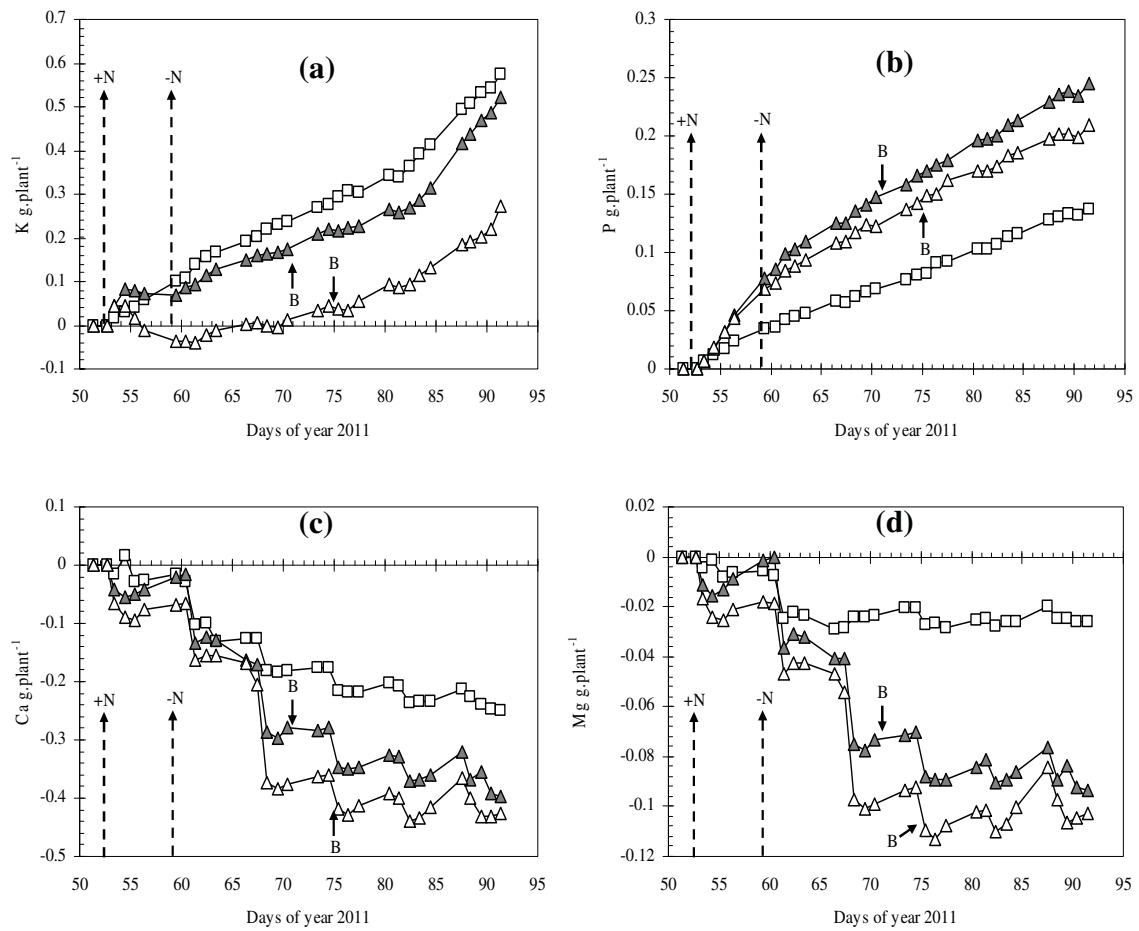 (a)
K g.plant-1
0.7
0.6
0.5
0.4
0.3
0.2
0.1
0
-0.1
+N
-N
B
B
50 55 60 65 70 75 80 85 90 95
Days of year 2011
(b)
P g.plant-1
0.3
0.25
0.2
0.15
0.1
0.05
0
+N
-N
B
B
50 55 60 65 70 75 80 85 90 95
Days of year 2011
(c)
Ca g.plant-1
0.1
0
-0.1
-0.2
-0.3
-0.4
-0.5
+N
-N
B
B
50 55 60 65 70 75 80 85 90 95
Days of year 2011
(d)
Mg g.plant-1
0.02
0
-0.02
-0.04
-0.06
-0.08
-0.1
-0.12
+N
-N
B
B
50 55 60 65 70 75 80 85 90 95
Days of year 2011